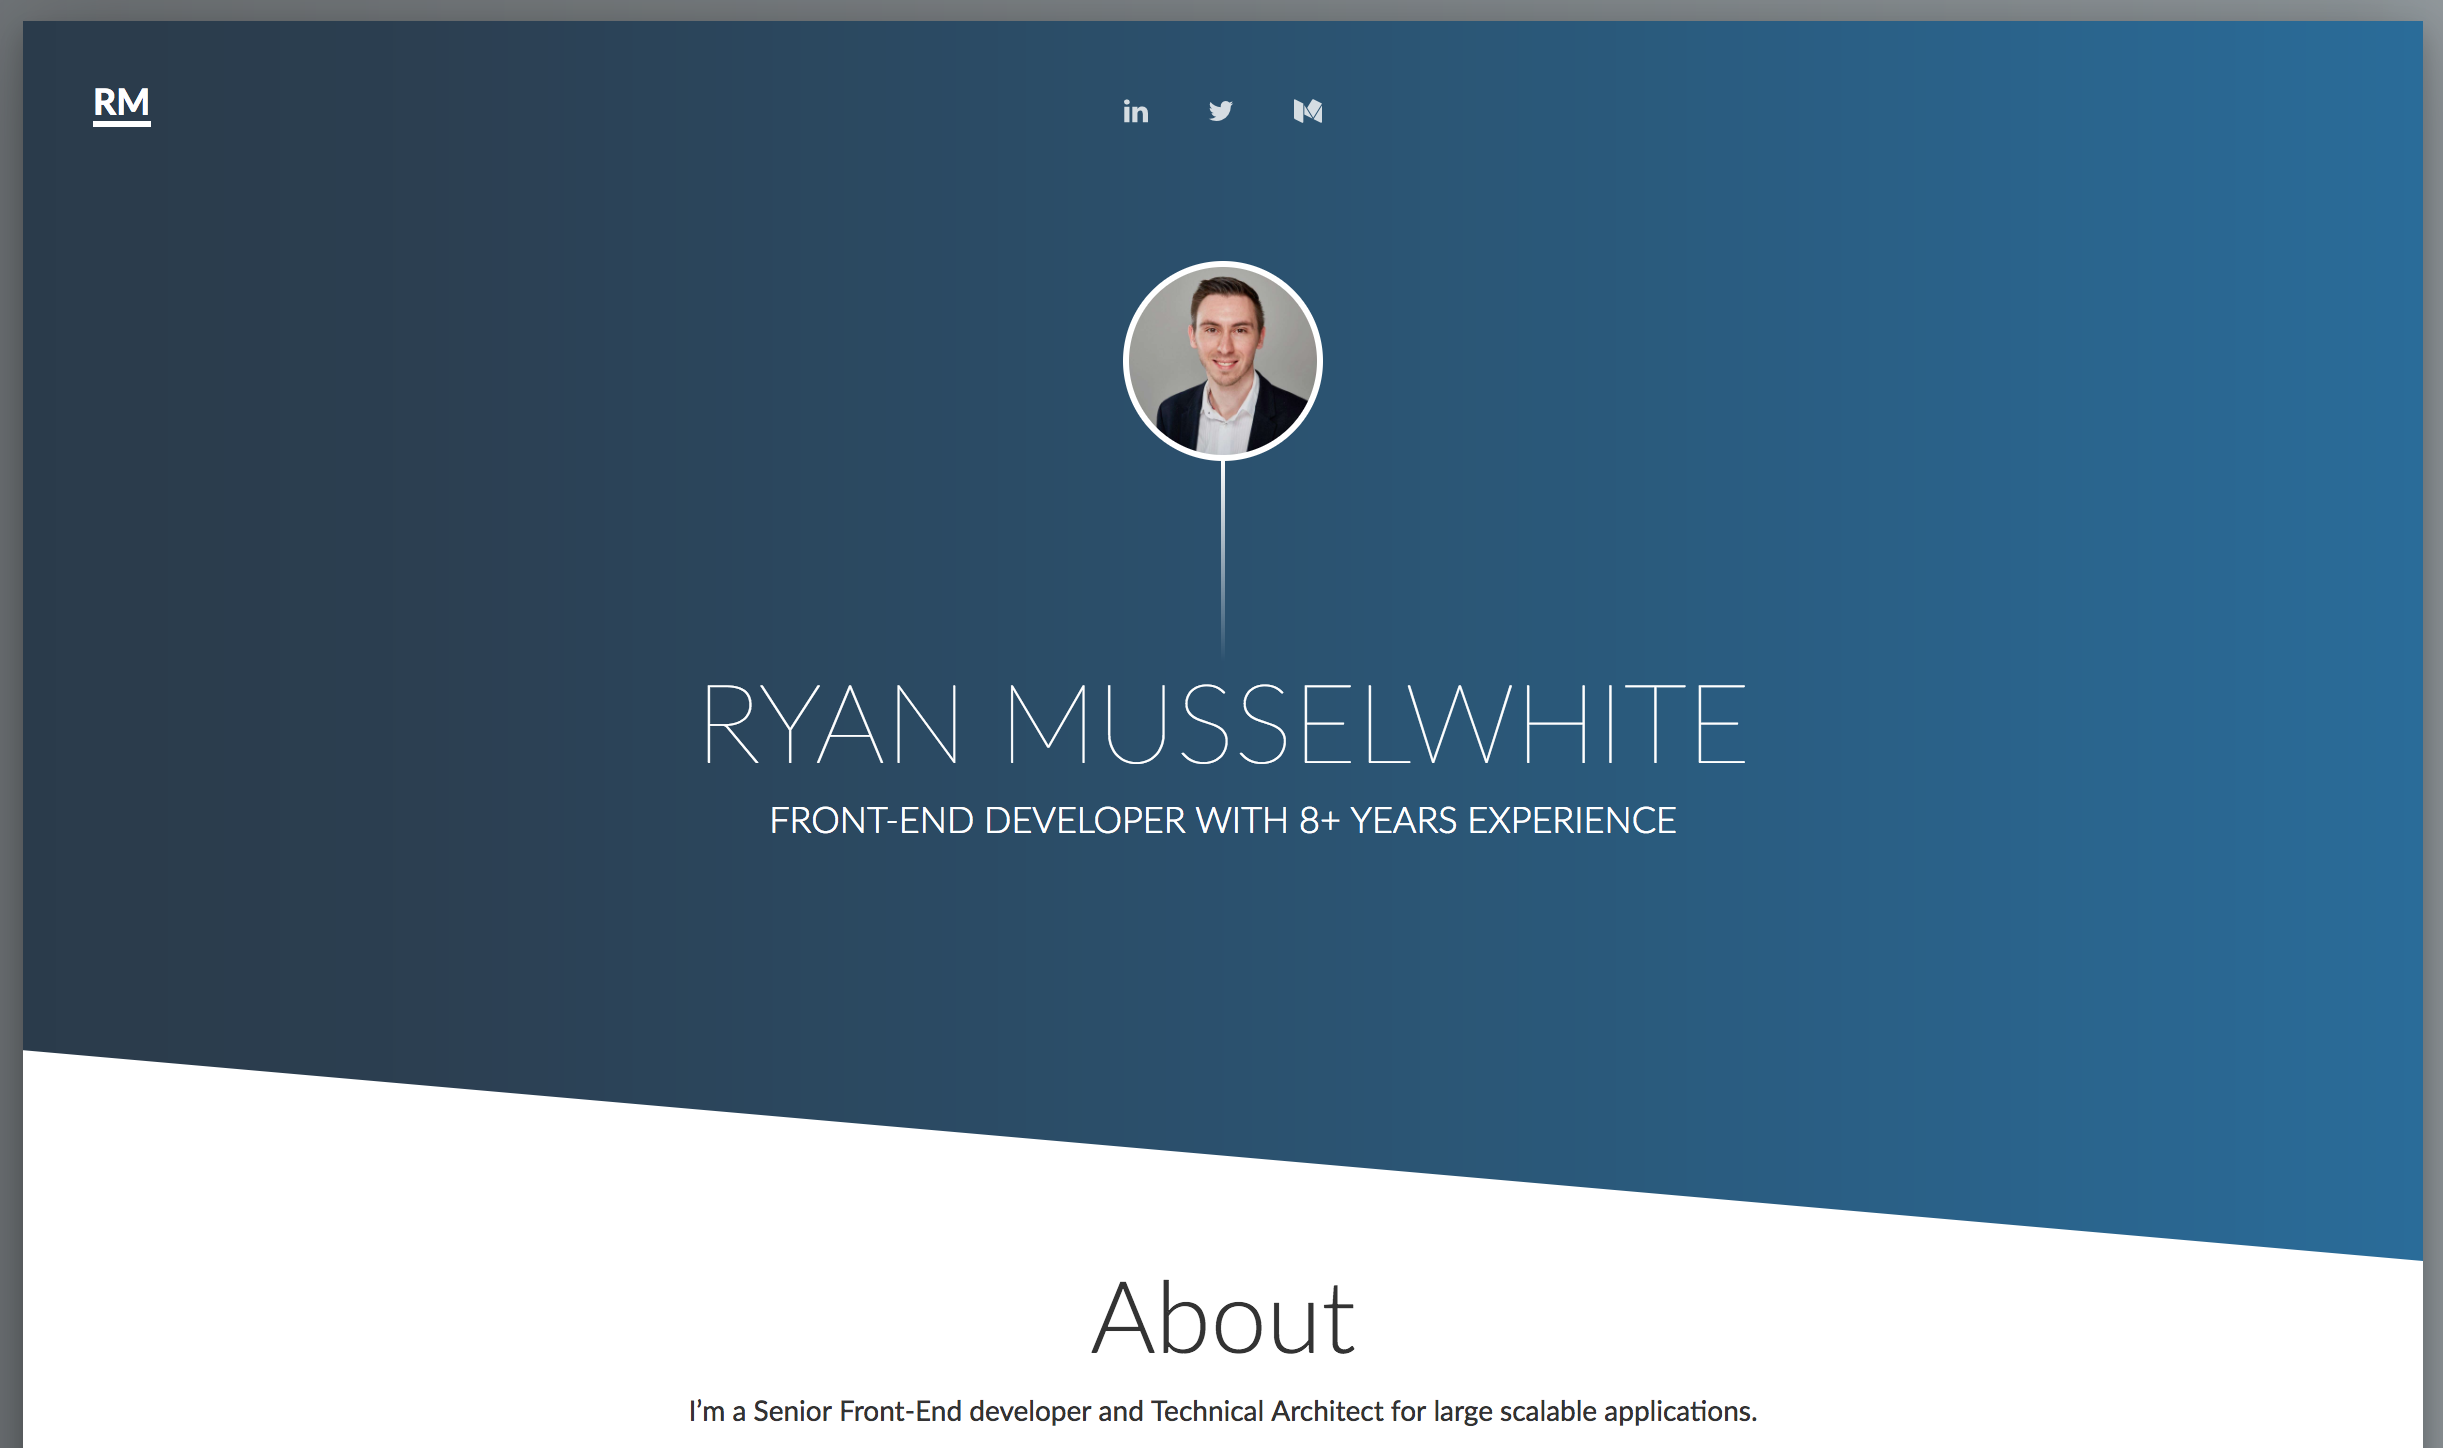 RM
RYAN MUSSELWHITE
FRONT-END DEVELOPER WITH 8+ YEARS EXPERIENCE
About
I’m a Senior Front-End developer and Technical Architect for large scalable applications.